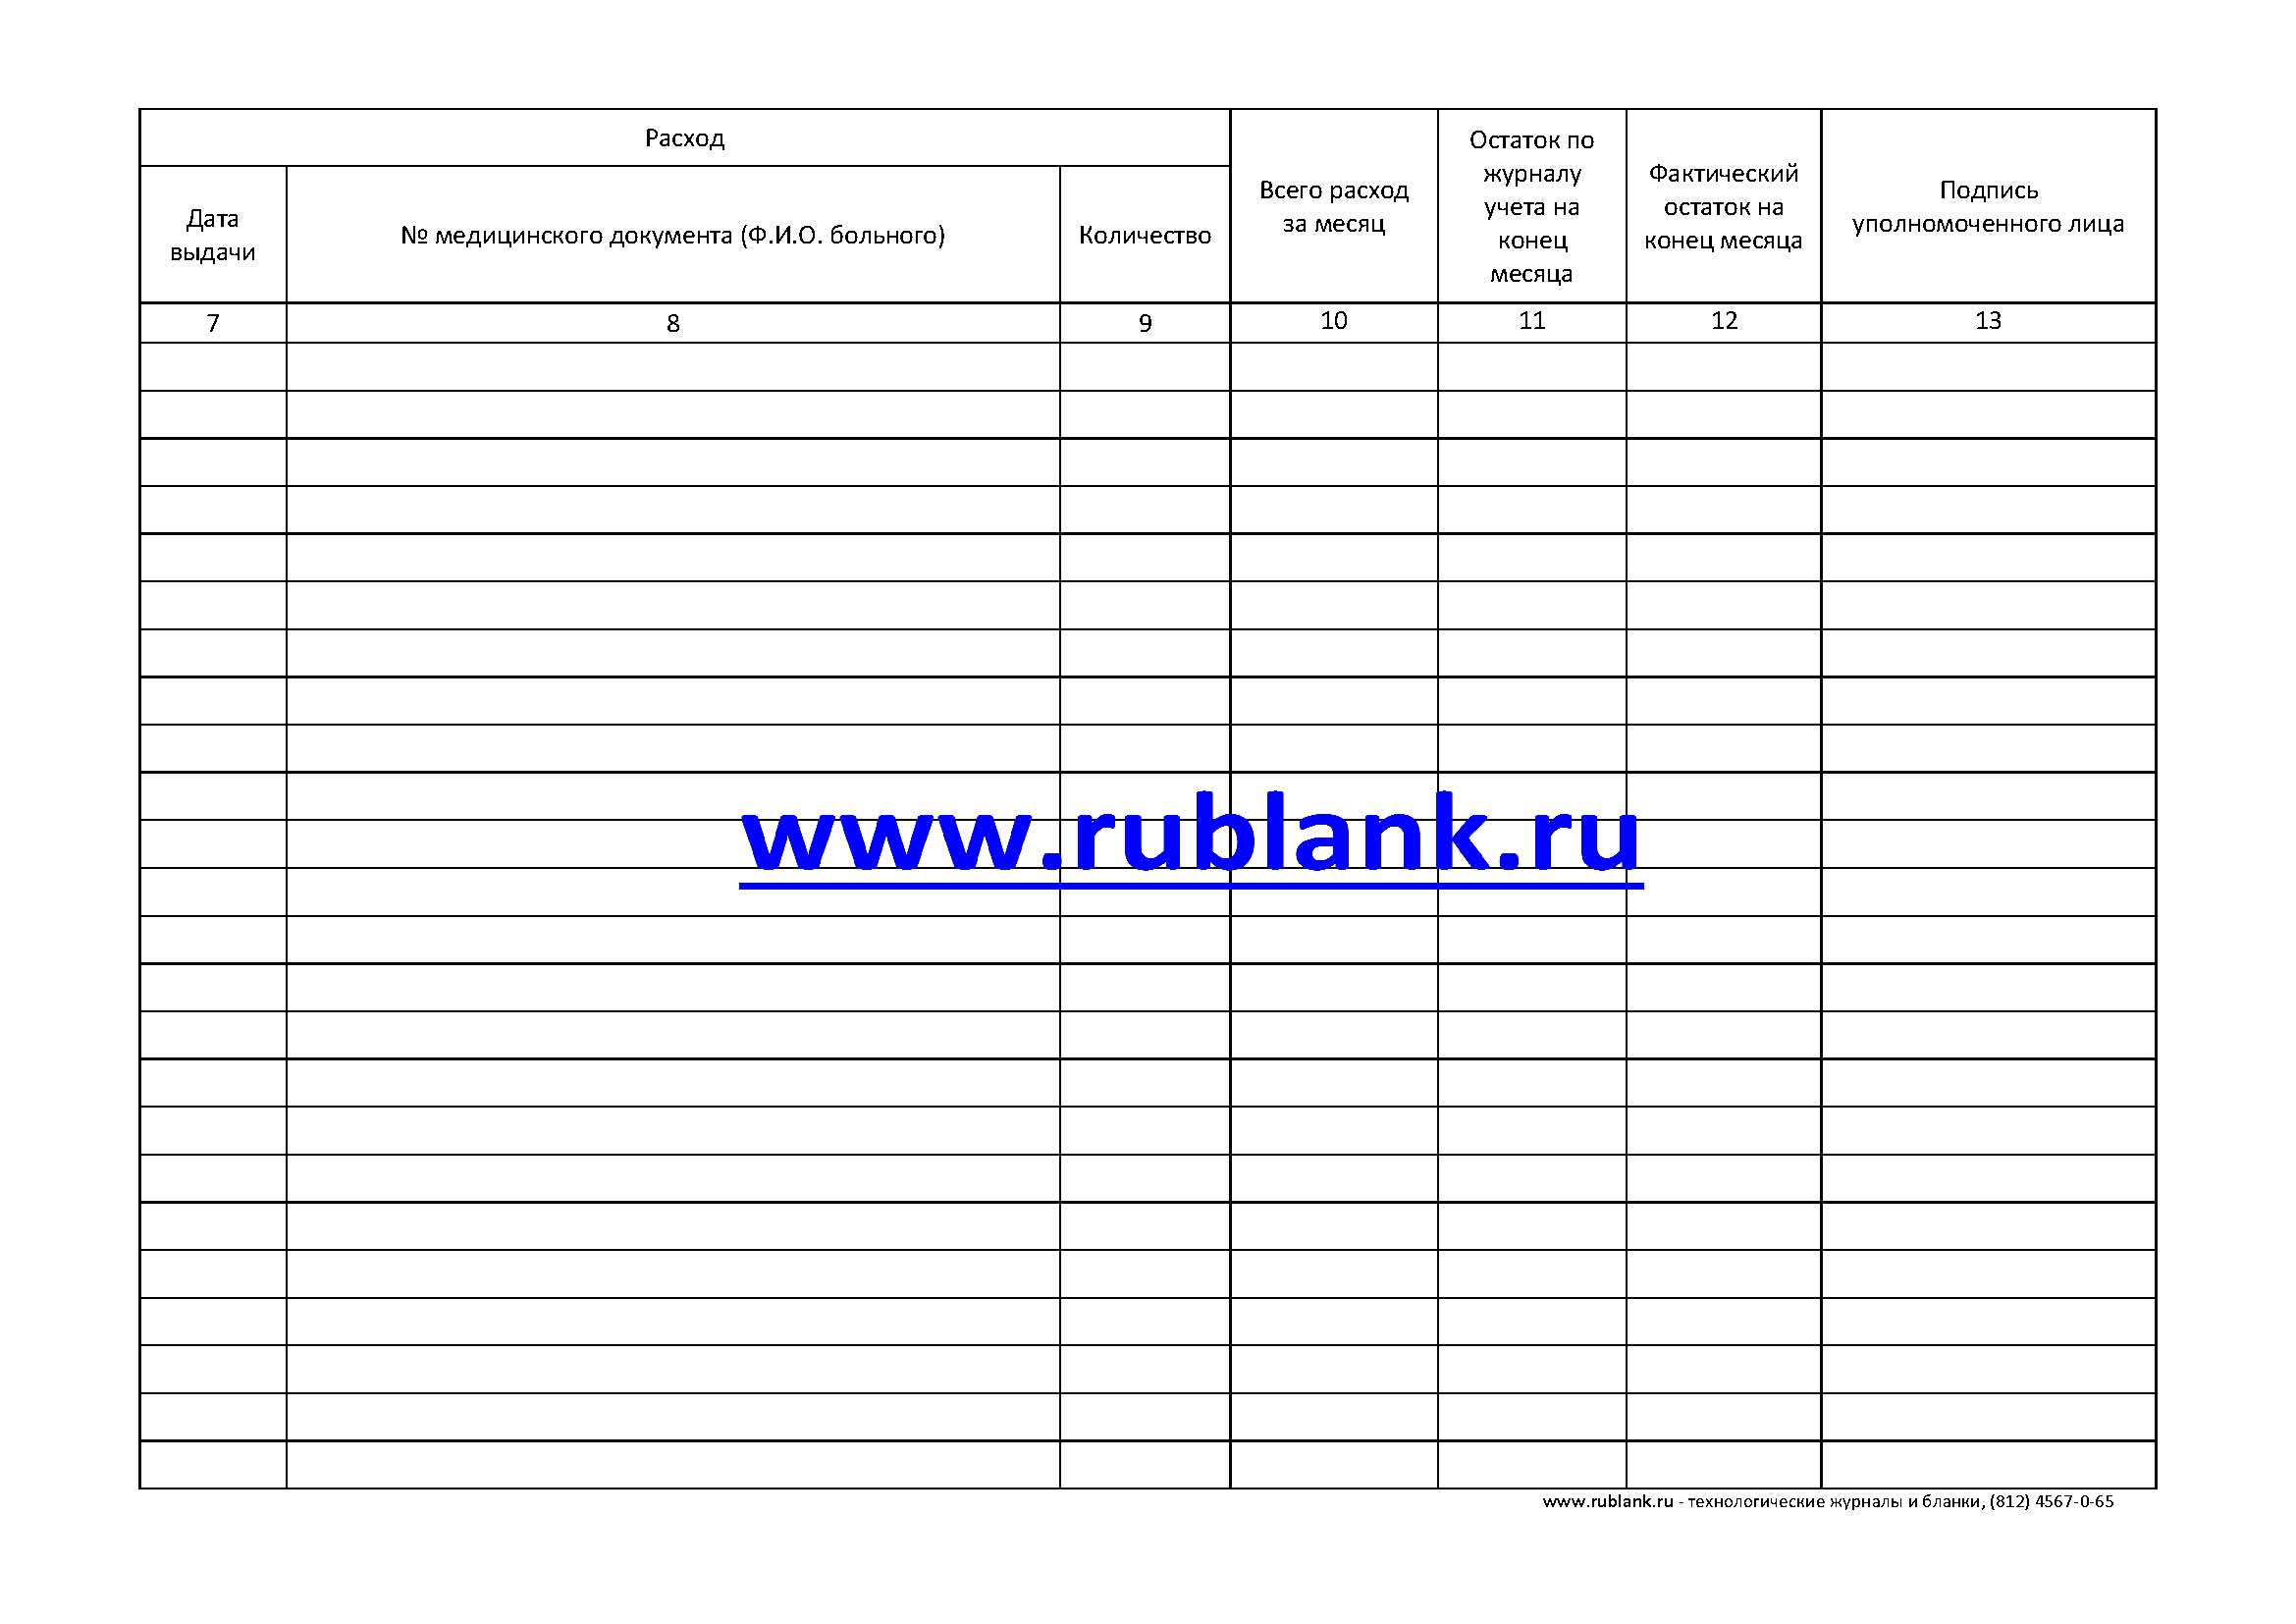 Расход
Дата
выдачи
№ медицинского документа (Ф.И.О. больного)
Количество
Всего расход
за месяц
Остаток по
журналу
учета на
конец
месяца
Фактический
остаток на
конец месяца
Подпись
уполномоченного лица
7 8 9 10 11 12 13
www.rublank.ru
www.rublank.ru - технологические журналы и бланки, (812) 4567-0-65